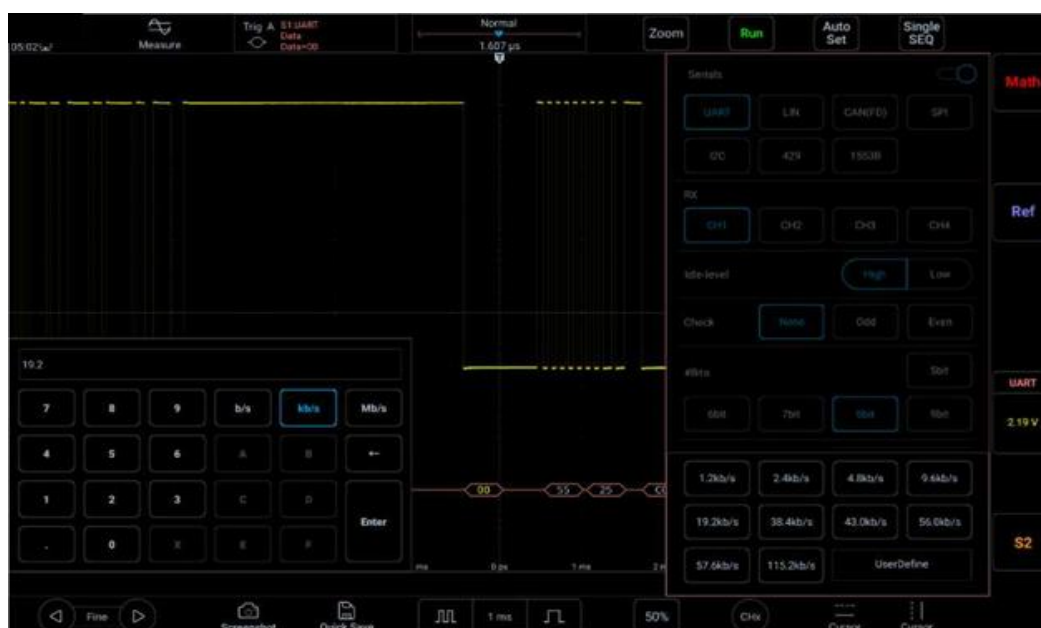 Trig A S1:UART
Data
Data=00
Normal
1.607 µs
Measure
Zoom
Run
Auto Set
Single SEQ
Serials
UART LIN CAN(FD) SPI
I2C 429 1553B
RX
CH1 CH2 CH3 CH4
Idle-level High Low
Check None Odd Even
5bit
6bit 7bit 8bit 9bit
1.2kb/s 2.4kb/s 4.8kb/s 9.6kb/s
19.2kb/s 38.4kb/s 43.0kb/s 56.0kb/s
57.6kb/s 115.2kb/s UserDefine
Math
Ref
UART
2.19 V
S2
19.2
7 8 9 b/s kb/s Mb/s
4 5 6 A B ←
1 2 3 C D Enter
. 0 X E F
00 55 25
ms 0 ps 1 ms
Fine
Screenshot
Quick Save
1 ms
50%
CHx
Cursor
Cursor